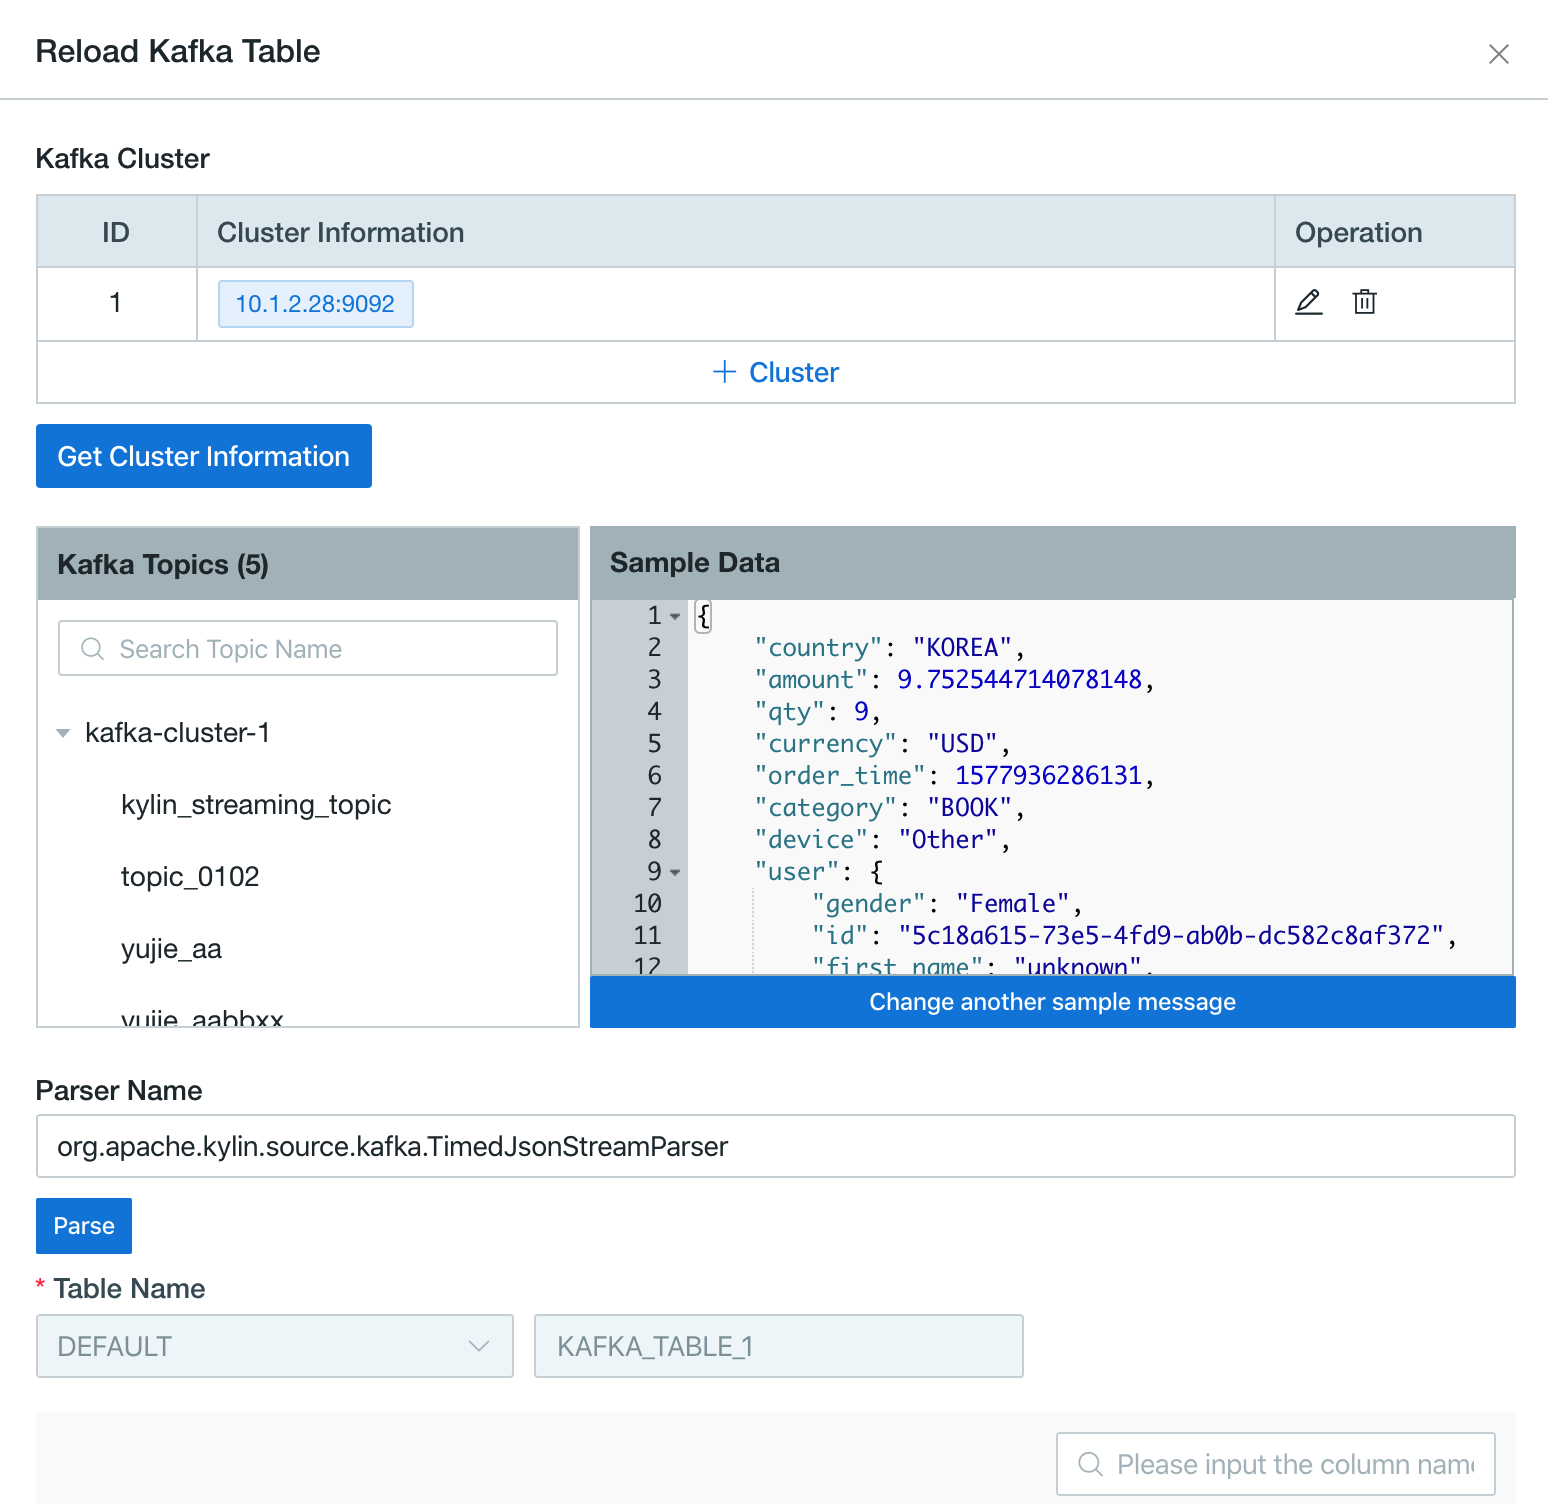 Reload Kafka Table
Kafka Cluster
ID Cluster Information Operation
1 10.1.2.28:9092
+ Cluster
Get Cluster Information
Kafka Topics (5)
Search Topic Name
kafka-cluster-1
kylin_streaming_topic
topic_0102
yujie_aa
yujie_aabbxx
Sample Data
1 {
2 "country": "KOREA",
3 "amount": 9.752544714078148,
4 "qty": 9,
5 "currency": "USD",
6 "order_time": 1577936286131,
7 "category": "BOOK",
8 "device": "Other",
9 "user": {
10 "gender": "Female",
11 "id": "5c18a615-73e5-4fd9-ab0b-dc582c8af372",
12 "first_name": "unknown",
Change another sample message
Parser Name
org.apache.kylin.source.kafka.TimedJsonStreamParser
Parse
* Table Name
DEFAULT KAFKA_TABLE_1
Please input the column name